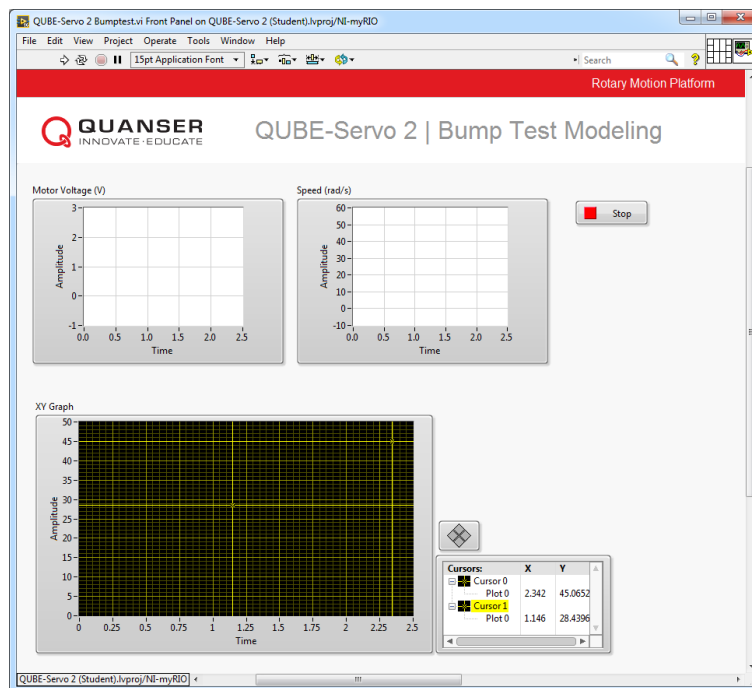 QUBE-Servo 2 Bumptest.vi Front Panel on QUBE-Servo 2 (Student).lvproj/NI-myRIO
File Edit View Project Operate Tools Window Help
15pt Application Font
Search
?
Rotary Motion Platform
QUANSER
INNOVATE·EDUCATE
QUBE-Servo 2 | Bump Test Modeling
Motor Voltage (V)
3
2
1
0
-1
Amplitude
0.0 0.5 1.0 1.5 2.0 2.5
Time
Speed (rad/s)
60
50
40
30
20
10
0
-10
Amplitude
0.0 0.5 1.0 1.5 2.0 2.5
Time
Stop
XY Graph
50
45
40
35
30
25
20
15
10
5
0
Amplitude
0 0.25 0.5 0.75 1 1.25 1.5 1.75 2 2.25 2.5
Time
Cursors: X Y
Cursor 0
Plot 0 2.342 45.0652
Cursor 1
Plot 0 1.146 28.4396
QUBE-Servo 2 (Student).lvproj/NI-myRIO